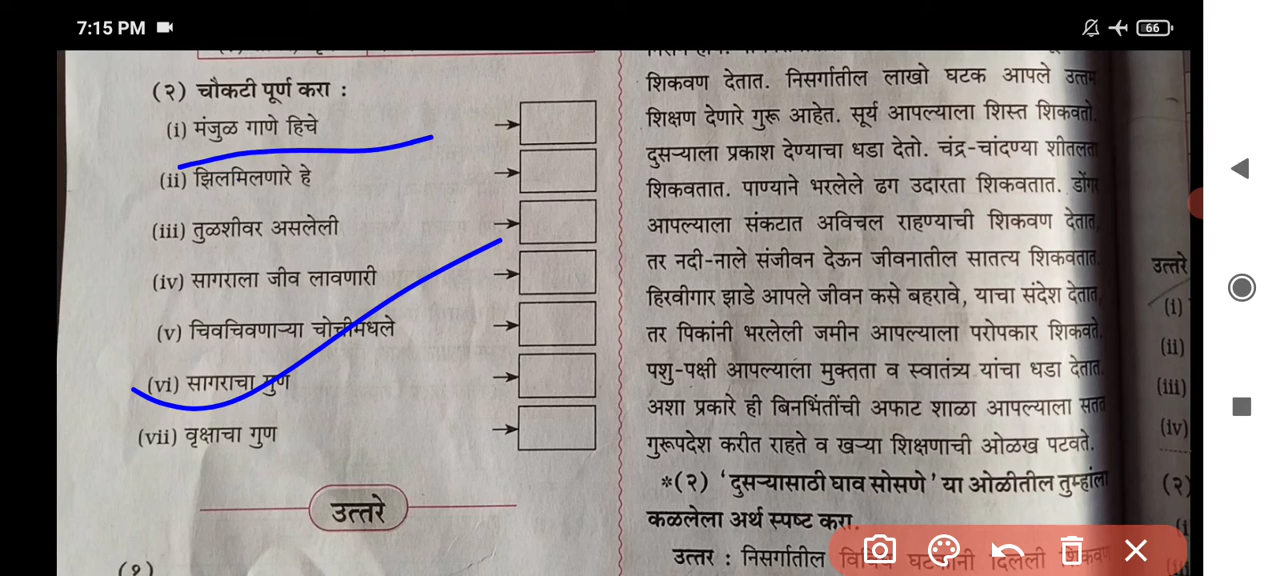 7:15 PM
66
(२) चौकटी पूर्ण करा :
(i) मंजुळ गाणे हिचे
(ii) झिलमिलणारे हे
(iii) तुळशीवर असलेली
(iv) सागराला जीव लावणारी
(v) चिवचिवणाऱ्या चोचीमधले
(vi) सागराचा गुण
(vii) वृक्षाचा गुण
उत्तरे
(१)
शिकवण देतात. निसर्गातील लाखो घटक आपले उत्तम
शिक्षण देणारे गुरू आहेत. सूर्य आपल्याला शिस्त शिकवतो.
दुसऱ्याला प्रकाश देण्याचा धडा देतो. चंद्र-चांदण्या शीतलता
शिकवतात. पाण्याने भरलेले ढग उदारता शिकवतात. डोंगर
आपल्याला संकटात अविचल राहण्याची शिकवण देतात,
तर नदी-नाले संजीवन देऊन जीवनातील सातत्य शिकवतात.
हिरवीगार झाडे आपले जीवन कसे बहरावे, याचा संदेश देतात,
तर पिकांनी भरलेली जमीन आपल्याला परोपकार शिकवते.
पशु-पक्षी आपल्याला मुक्तता व स्वातंत्र्य यांचा धडा देतात.
अशा प्रकारे ही बिनभिंतींची अफाट शाळा आपल्याला सतत
गुरूपदेश करीत राहते व खऱ्या शिक्षणाची ओळख पटवते.
*(२) 'दुसऱ्यासाठी घाव सोसणे' या ओळीतील तुम्हांला
कळलेला अर्थ स्पष्ट करा.
उत्तर : निसर्गातील विविध घटकांनी दिलेली शिकवण
उत्तरे
(i)
(ii)
(iii)
(iv)
(२)